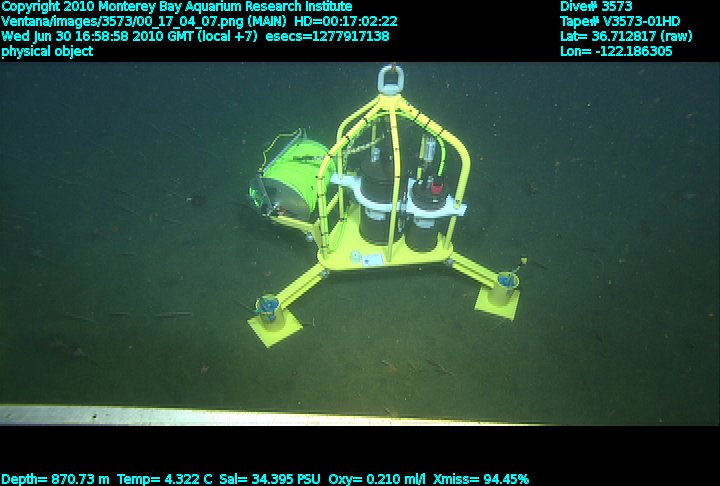 Copyright 2010 Monterey Bay Aquarium Research Institute
Dive# 3573
Ventana/images/3573/00_17_04_07.png (MAIN) HD=00:17:02:22
Tape# V3573-01HD
Wed Jun 30 16:58:58 2010 GMT (local +7) esecs=1277917138
Lat= 36.712817 (raw)
physical object
Lon= -122.186305
Depth= 870.73 m Temp= 4.322 C Sal= 34.395 PSU Oxy= 0.210 ml/l Xmiss= 94.45%